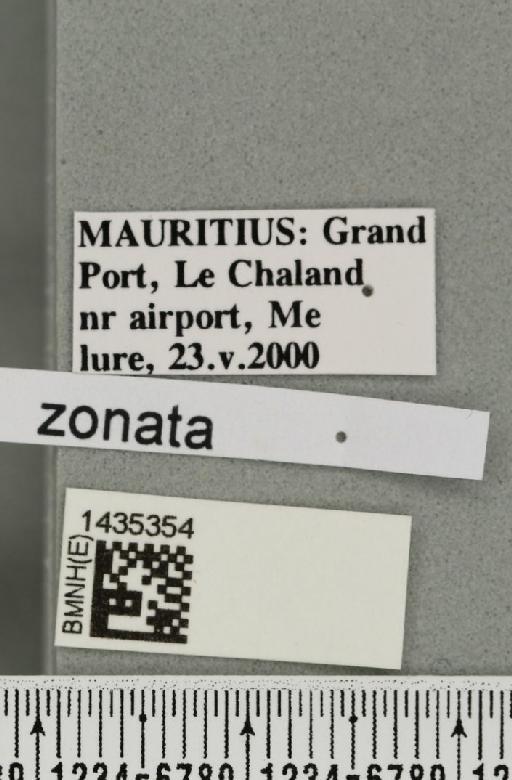 MAURITIUS: Grand
Port, Le Chaland
nr airport, Me
lure, 23.v.2000
zonata
1435354
BMNH(E)